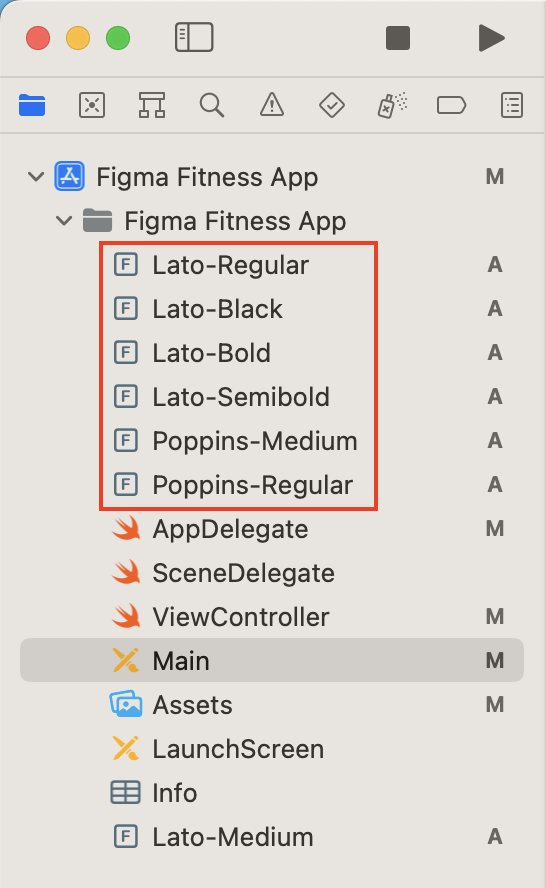 Figma Fitness App M
Figma Fitness App
F Lato-Regular A
F Lato-Black A
F Lato-Bold A
F Lato-Semibold A
F Poppins-Medium A
F Poppins-Regular A
AppDelegate M
SceneDelegate
ViewController M
Main M
Assets M
LaunchScreen
Info
F Lato-Medium A